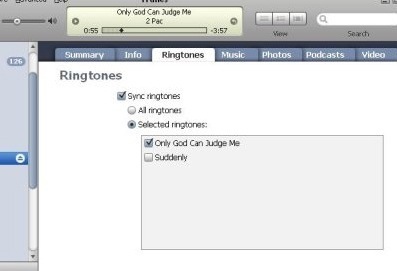 Only God Can Judge Me
2 Pac
0:55
-3:57
View
Search
126
Summary
Info
Ringtones
Music
Photos
Podcasts
Video
Ringtones
Sync ringtones
All ringtones
Selected ringtones:
Only God Can Judge Me
Suddenly